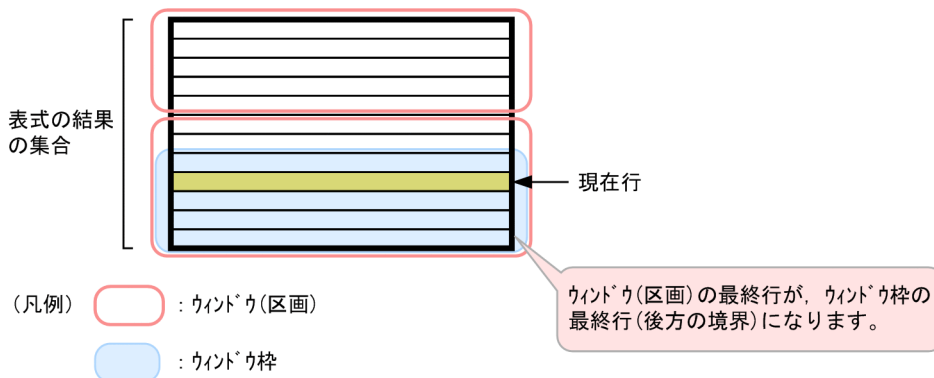 表式の結果
の集合
現在行
ｳｨﾝﾄﾞｳ(区画)の最終行が，ｳｨﾝﾄﾞｳ枠の
最終行(後方の境界)になります。
(凡例)
：ｳｨﾝﾄﾞｳ(区画)
：ｳｨﾝﾄﾞｳ枠